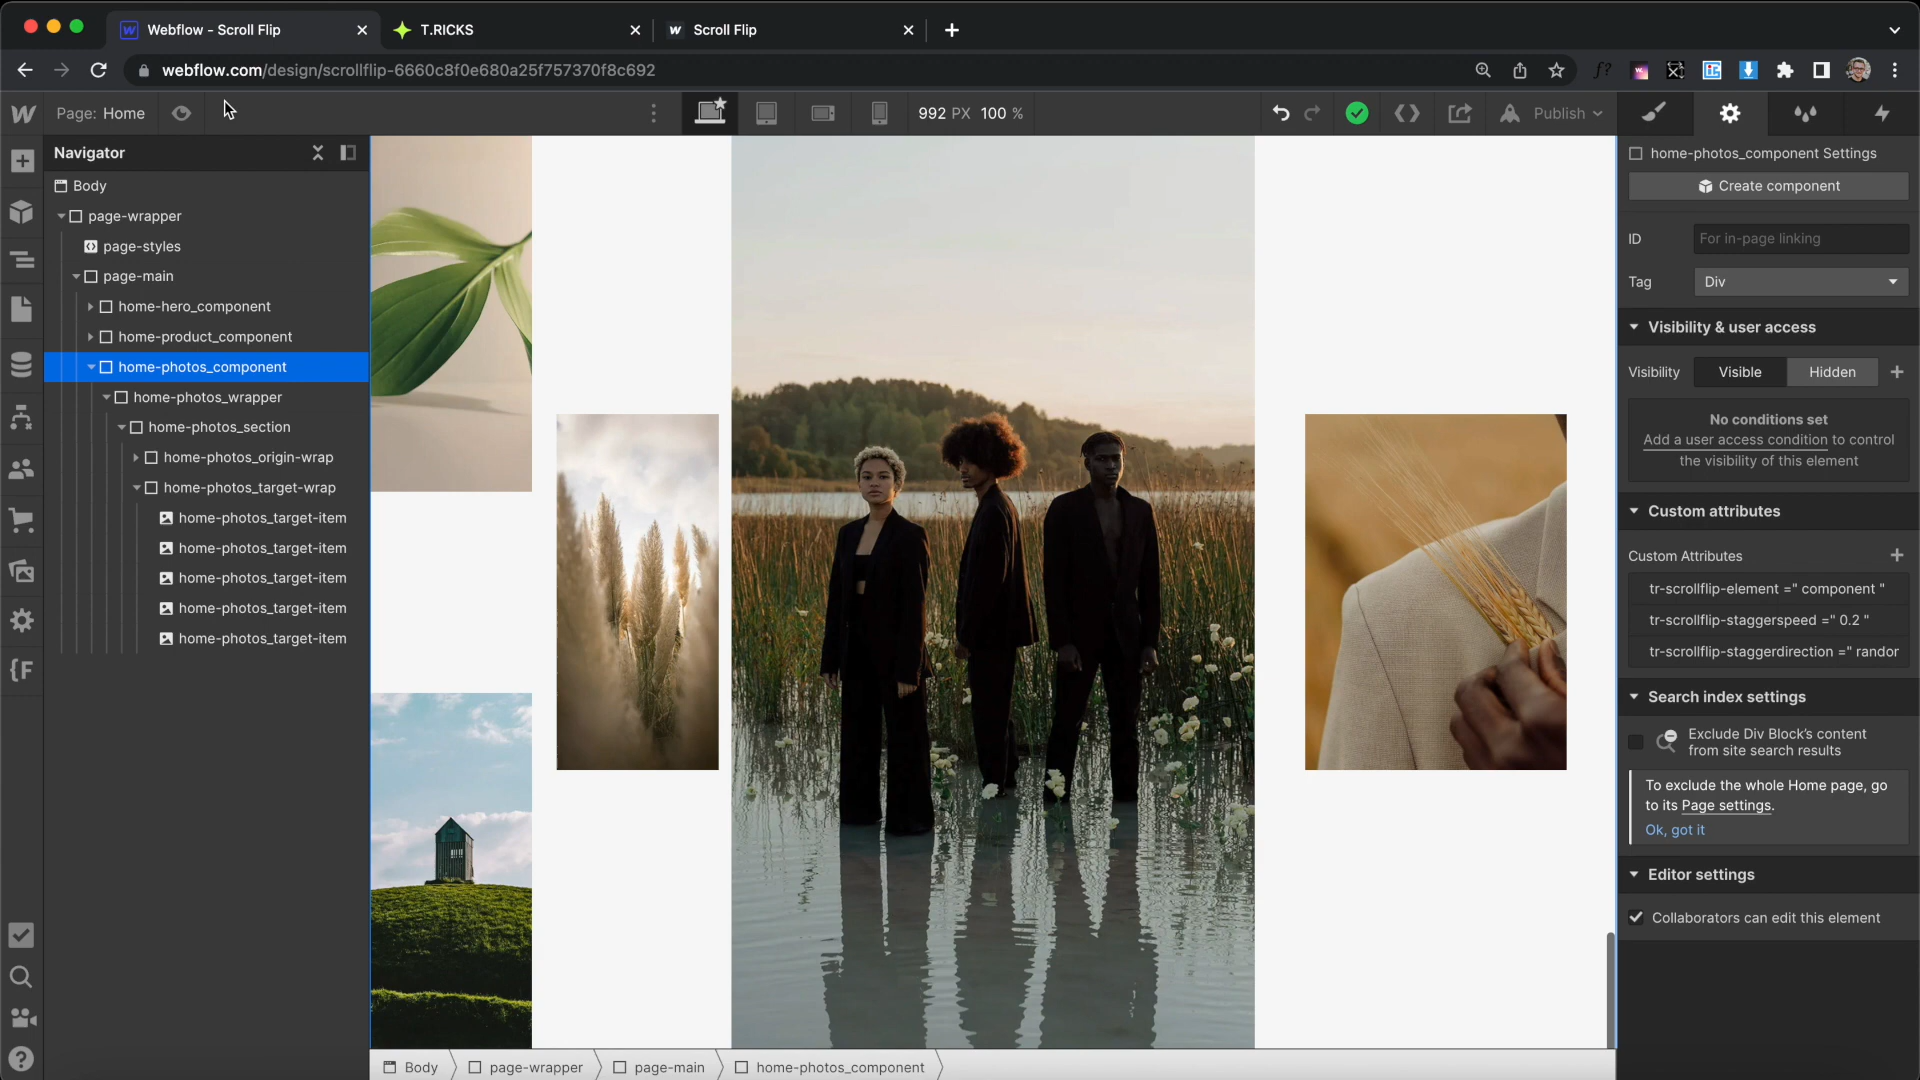 Webflow - Scroll Flip
T.RICKS
Scroll Flip
webflow.com/design/scrollflip-6660c8f0e680a25f757370f8c692
Page: Home
992 PX 100 %
Publish
Navigator
Body
page-wrapper
page-styles
page-main
home-hero_component
home-product_component
home-photos_component
home-photos_wrapper
home-photos_section
home-photos_origin-wrap
home-photos_target-wrap
home-photos_target-item
home-photos_target-item
home-photos_target-item
home-photos_target-item
home-photos_target-item
home-photos_component Settings
Create component
ID
For in-page linking
Tag
Div
Visibility & user access
Visibility
Visible
Hidden
No conditions set
Add a user access condition to control
the visibility of this element
Custom attributes
Custom Attributes
tr-scrollflip-element =" component "
tr-scrollflip-staggerspeed =" 0.2 "
tr-scrollflip-staggerdirection =" randor
Search index settings
Exclude Div Block's content
from site search results
To exclude the whole Home page, go
to its Page settings.
Ok, got it
Editor settings
Collaborators can edit this element
Body
page-wrapper
page-main
home-photos_component